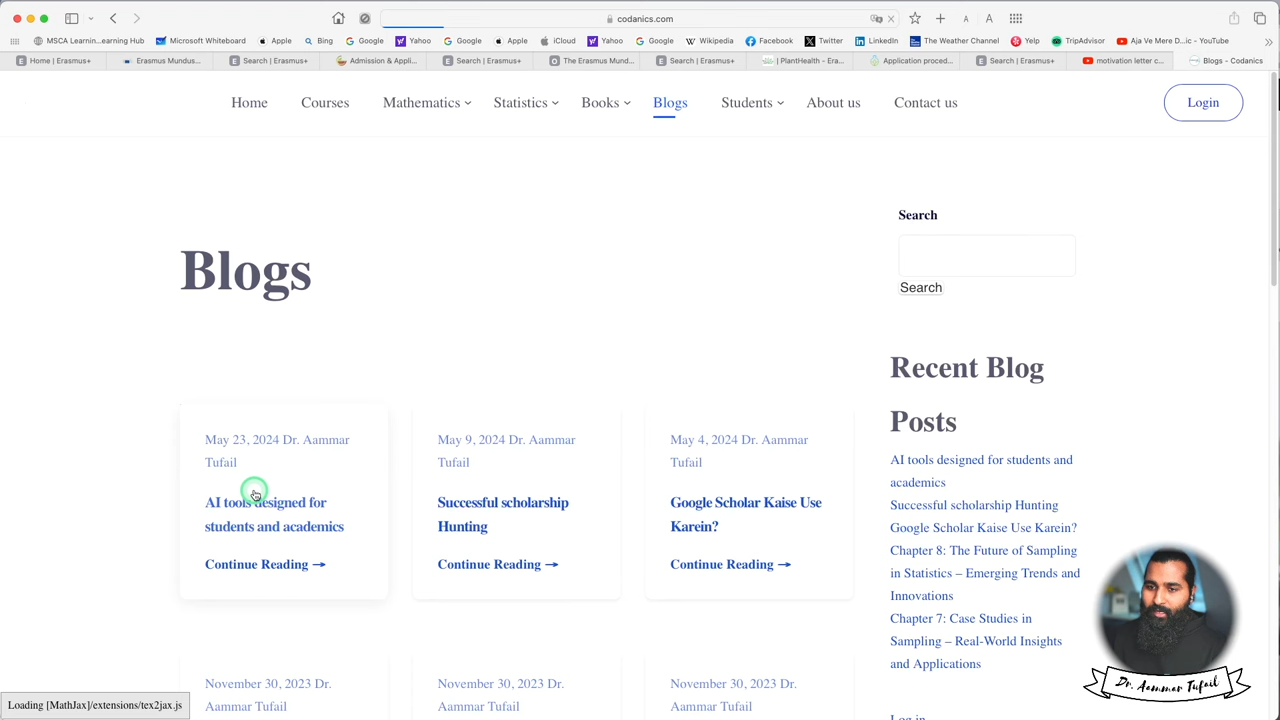 codanics.com
MSCA Learnin...earning Hub
Microsoft Whiteboard
Apple
Bing
Google
Yahoo
Google
Apple
iCloud
Yahoo
Google
Wikipedia
Facebook
Twitter
LinkedIn
The Weather Channel
Yelp
TripAdvisor
Aja Ve Mere D...ic - YouTube
Home | Erasmus+
Erasmus Mundus...
Search | Erasmus+
Admission & Appli...
Search | Erasmus+
The Erasmus Mund...
Search | Erasmus+
| PlantHealth - Era...
Application proced...
Search | Erasmus+
motivation letter c...
Blogs - Codanics
Home
Courses
Mathematics
Statistics
Books
Blogs
Students
About us
Contact us
Login
Blogs
Search
Search
Recent Blog
Posts
AI tools designed for students and
academics
Successful scholarship Hunting
Google Scholar Kaise Use Karein?
Chapter 8: The Future of Sampling
in Statistics – Emerging Trends and
Innovations
Chapter 7: Case Studies in
Sampling – Real-World Insights
and Applications
Log in
May 23, 2024 Dr. Aammar
Tufail
AI tools designed for
students and academics
Continue Reading →
May 9, 2024 Dr. Aammar
Tufail
Successful scholarship
Hunting
Continue Reading →
May 4, 2024 Dr. Aammar
Tufail
Google Scholar Kaise Use
Karein?
Continue Reading →
November 30, 2023 Dr.
Aammar Tufail
November 30, 2023 Dr.
Aammar Tufail
November 30, 2023 Dr.
Aammar Tufail
Loading [MathJax]/extensions/tex2jax.js
Dr. Aammar Tufail